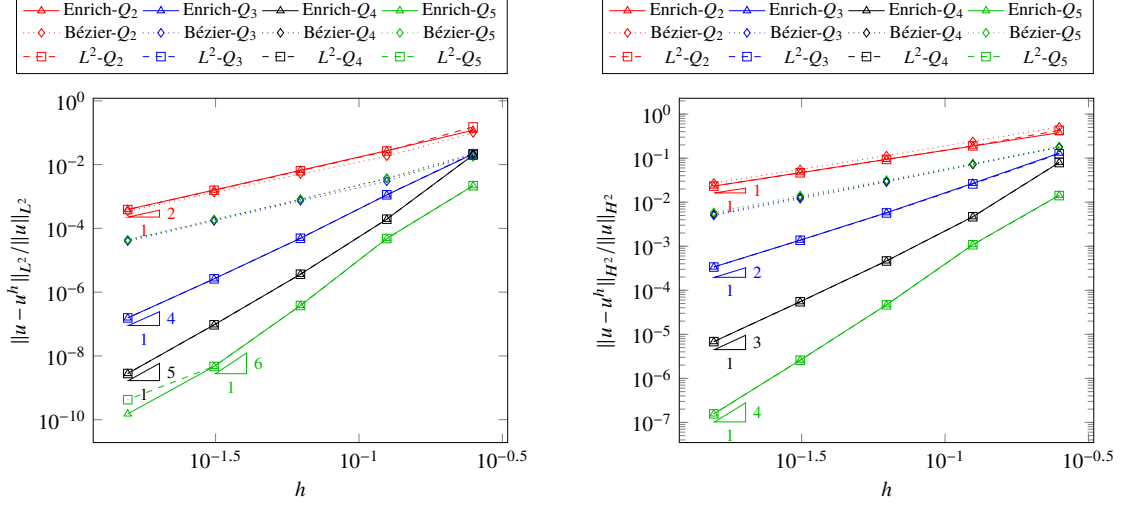 Enrich-Q2 Enrich-Q3 Enrich-Q4 Enrich-Q5
Bézier-Q2 Bézier-Q3 Bézier-Q4 Bézier-Q5
L²-Q2 L²-Q3 L²-Q4 L²-Q5
10^0
10^−2
10^−4
10^−6
10^−8
10^−10
‖u − u^h‖_{L²}/‖u‖_{L²}
2
1
4
1
5
1
6
1
10^−1.5 10^−1 10^−0.5
h
Enrich-Q2 Enrich-Q3 Enrich-Q4 Enrich-Q5
Bézier-Q2 Bézier-Q3 Bézier-Q4 Bézier-Q5
L²-Q2 L²-Q3 L²-Q4 L²-Q5
10^0
10^−1
10^−2
10^−3
10^−4
10^−5
10^−6
10^−7
‖u − u^h‖_{H²}/‖u‖_{H²}
1
1
2
1
3
1
4
1
10^−1.5 10^−1 10^−0.5
h